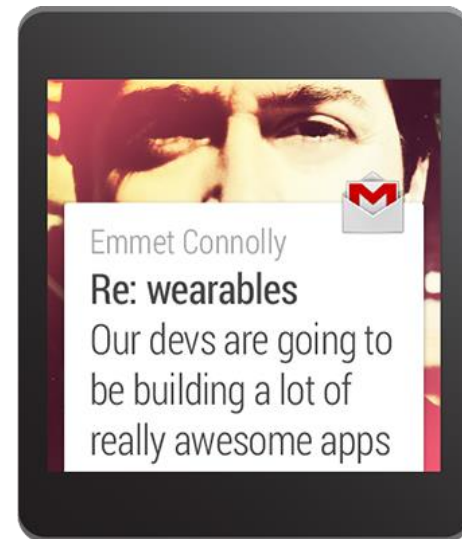 Emmet Connolly
Re: wearables
Our devs are going to
be building a lot of
really awesome apps